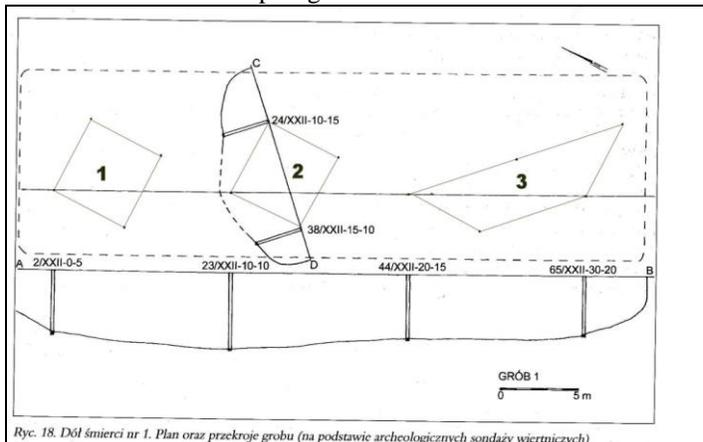 C
24/XXII-10-15
1
2
3
38/XXII-15-10
A
2/XXII-0-5
23/XXII-10-10
D
44/XXII-20-15
65/XXII-30-20
B
GRÓB 1
0 5 m
Ryc. 18. Dół śmierci nr 1. Plan oraz przekroje grobu (na podstawie archeologicznych sondaży wiertniczych)